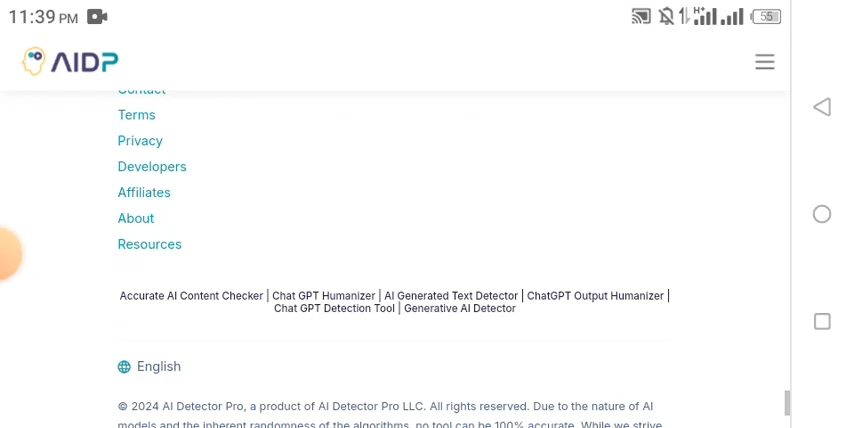 11:39 PM
H+
55
AIDP
Contact
Terms
Privacy
Developers
Affiliates
About
Resources
Accurate AI Content Checker | Chat GPT Humanizer | AI Generated Text Detector | ChatGPT Output Humanizer |
Chat GPT Detection Tool | Generative AI Detector
English
© 2024 AI Detector Pro, a product of AI Detector Pro LLC. All rights reserved. Due to the nature of AI
models and the inherent randomness of the algorithms, no tool can be 100% accurate. While we strive